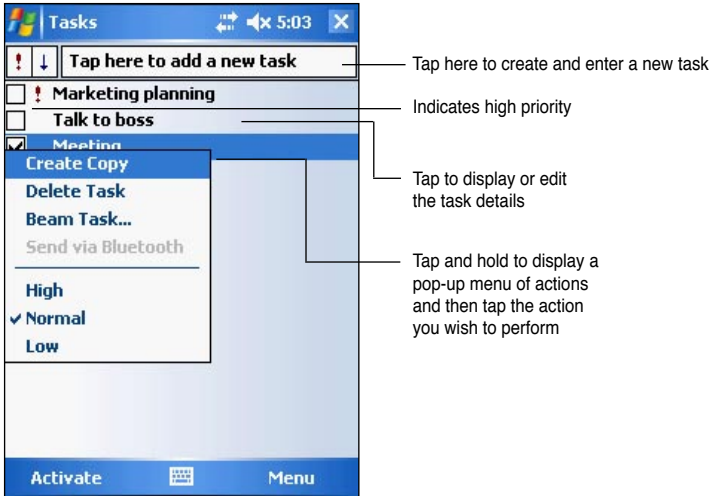 Tasks 5:03
! ↓ Tap here to add a new task
! Marketing planning
Talk to boss
Meeting
Create Copy
Delete Task
Beam Task...
Send via Bluetooth
High
Normal
Low
Activate Menu
Tap here to create and enter a new task
Indicates high priority
Tap to display or edit
the task details
Tap and hold to display a
pop-up menu of actions
and then tap the action
you wish to perform